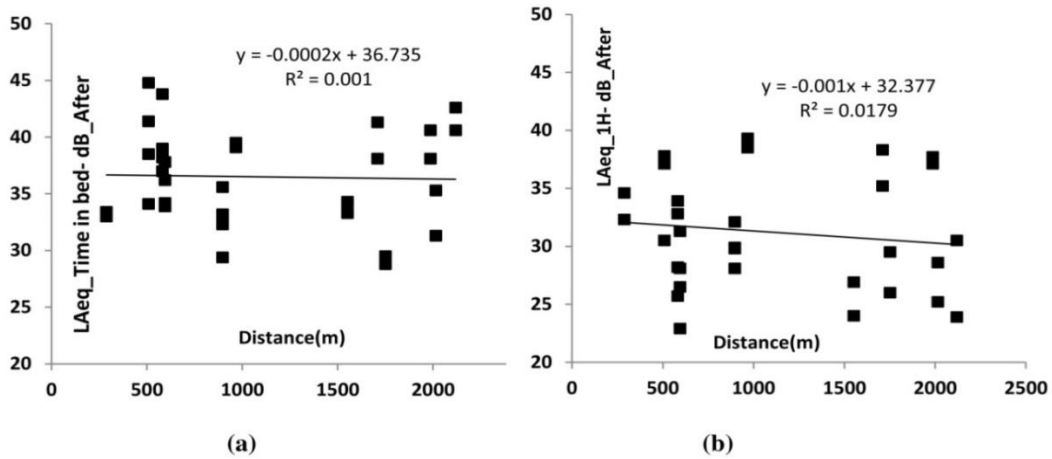 50
45
40
35
30
25
20
LAeq_Time in bed- dB_After
y = -0.0002x + 36.735
R² = 0.001
Distance(m)
0
500
1000
1500
2000
(a)
50
45
40
35
30
25
20
LAeq_1H- dB_After
y = -0.001x + 32.377
R² = 0.0179
Distance(m)
0
500
1000
1500
2000
2500
(b)